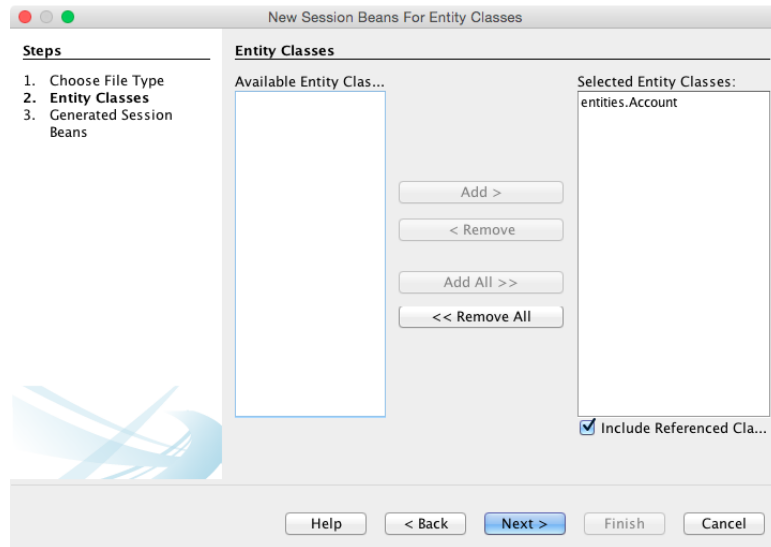 New Session Beans For Entity Classes
Steps
1. Choose File Type
2. Entity Classes
3. Generated Session
Beans
Entity Classes
Available Entity Clas...
Add >
< Remove
Add All >>
<< Remove All
Selected Entity Classes:
entities.Account
Include Referenced Cla...
Help
< Back
Next >
Finish
Cancel